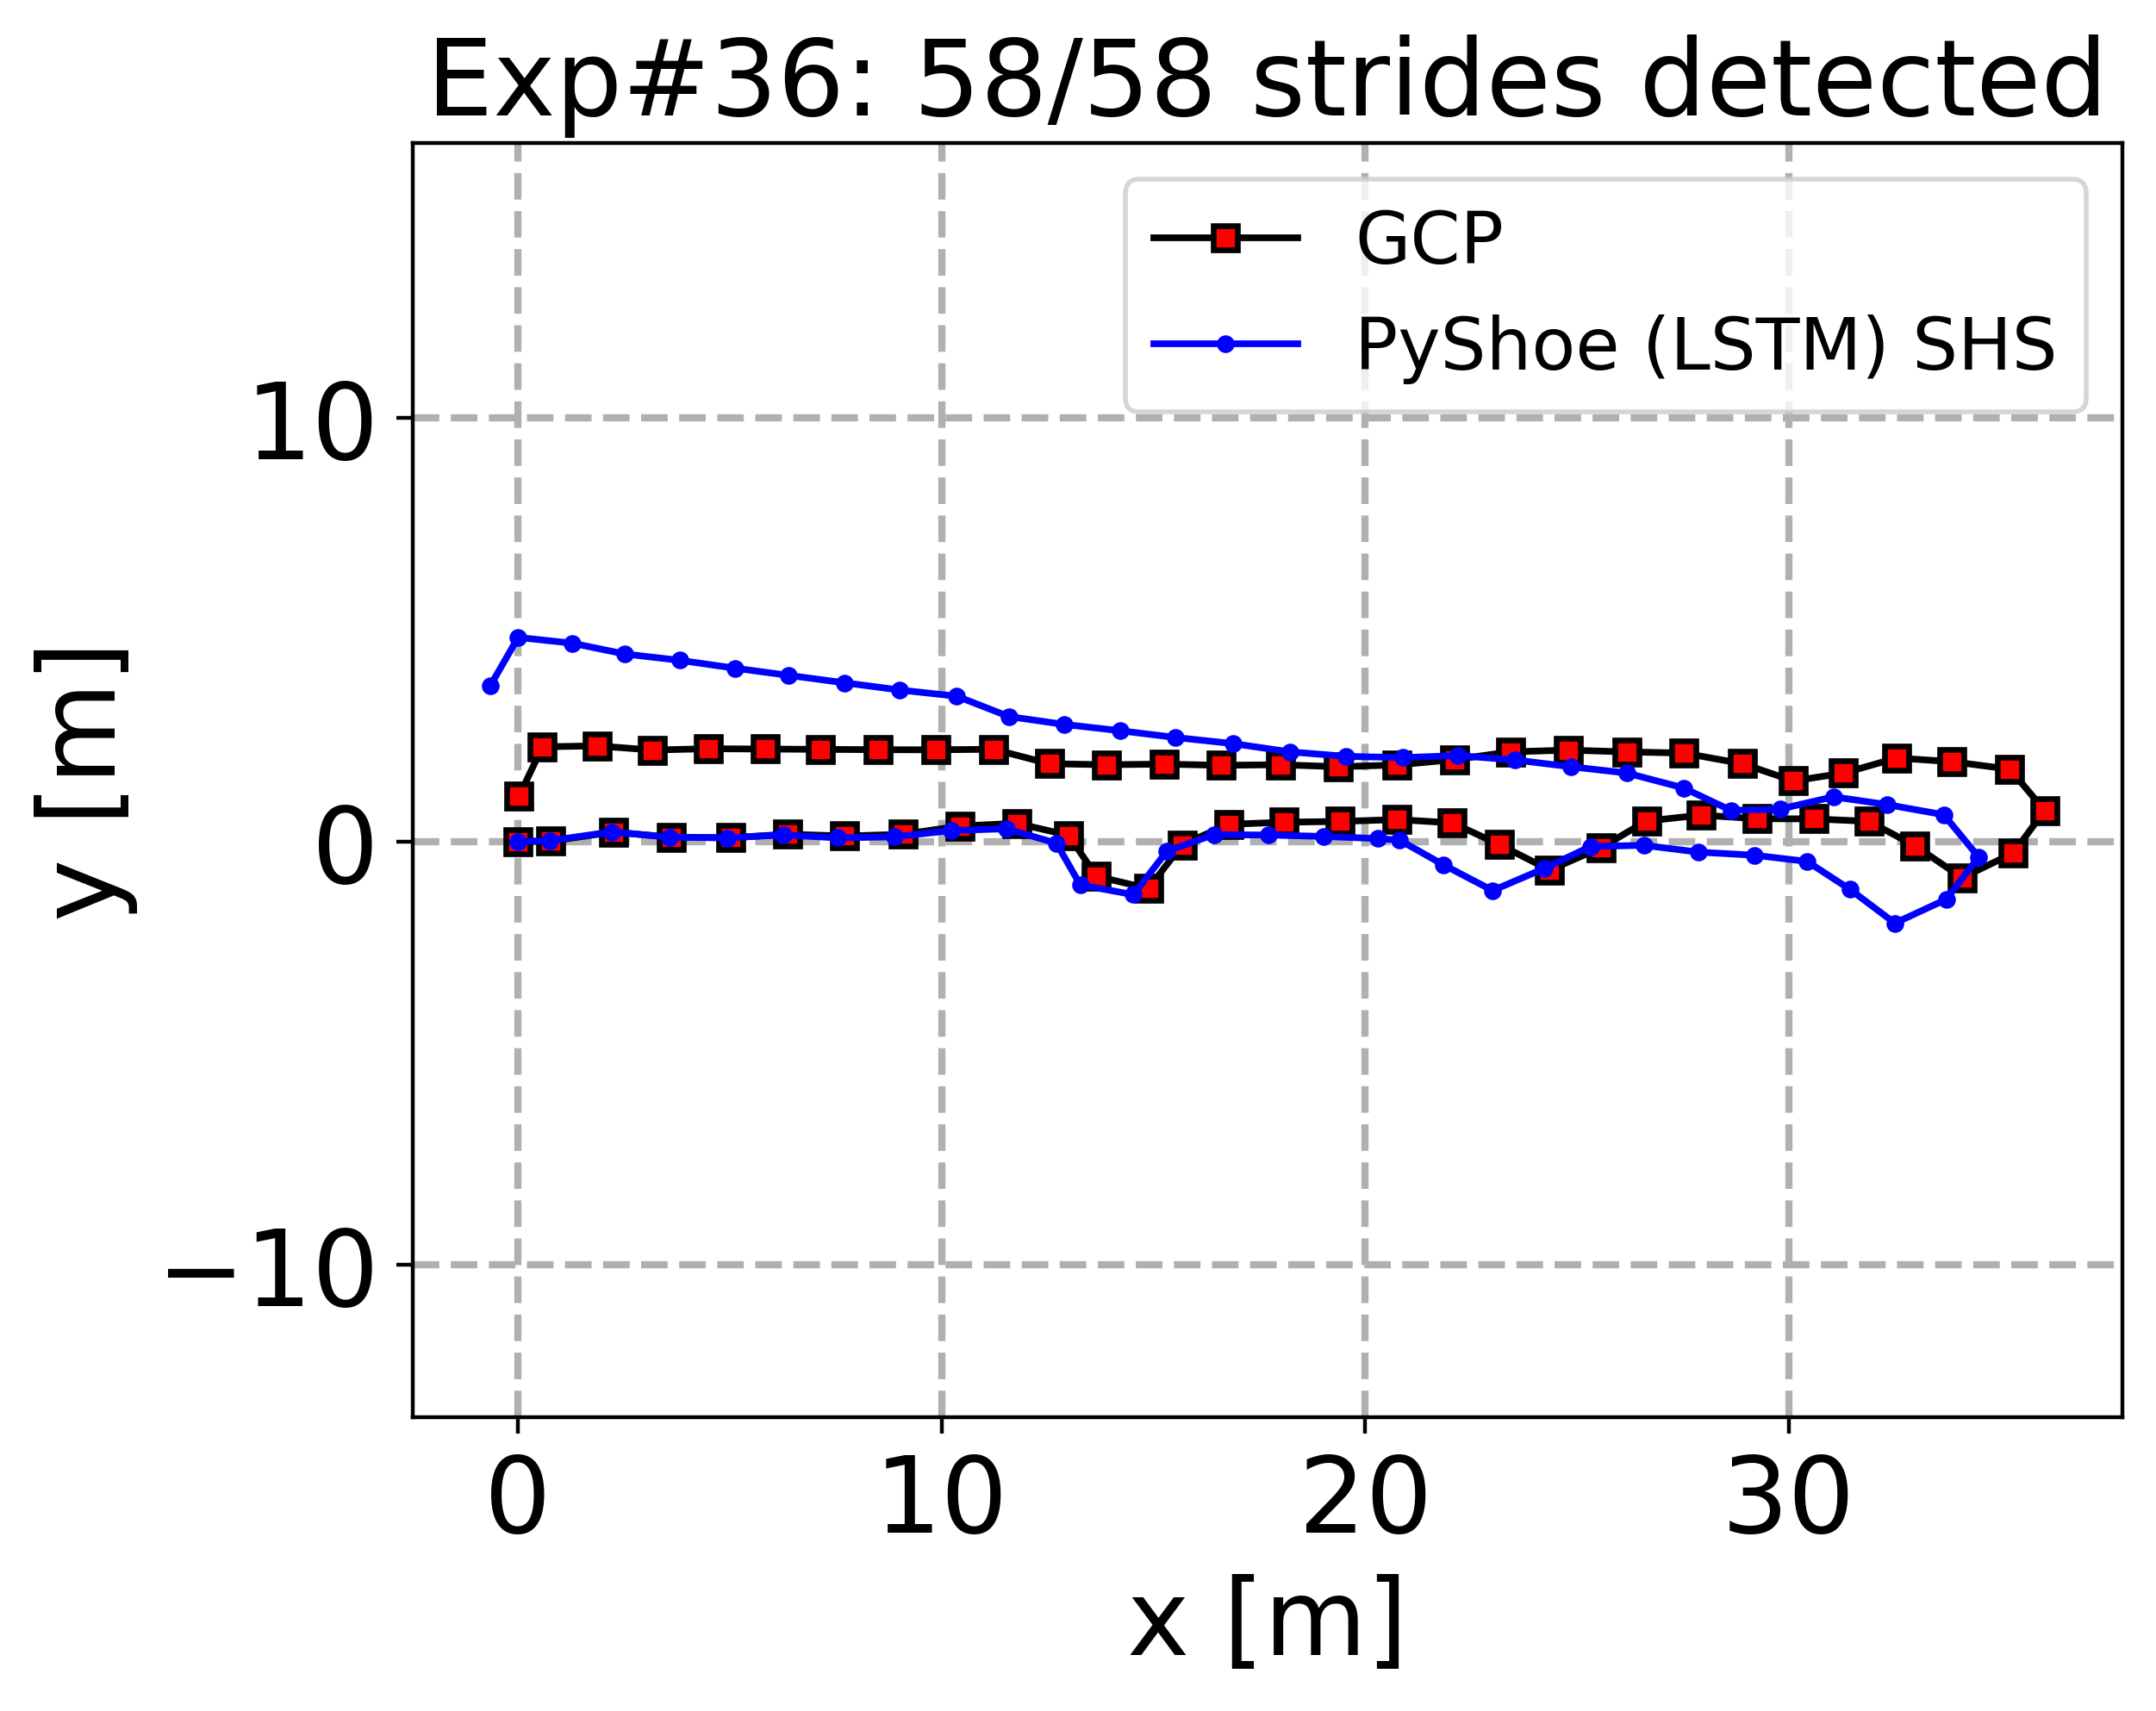 Exp#36: 58/58 strides detected
GCP
PyShoe (LSTM) SHS
y [m]
10
0
−10
0 10 20 30
x [m]